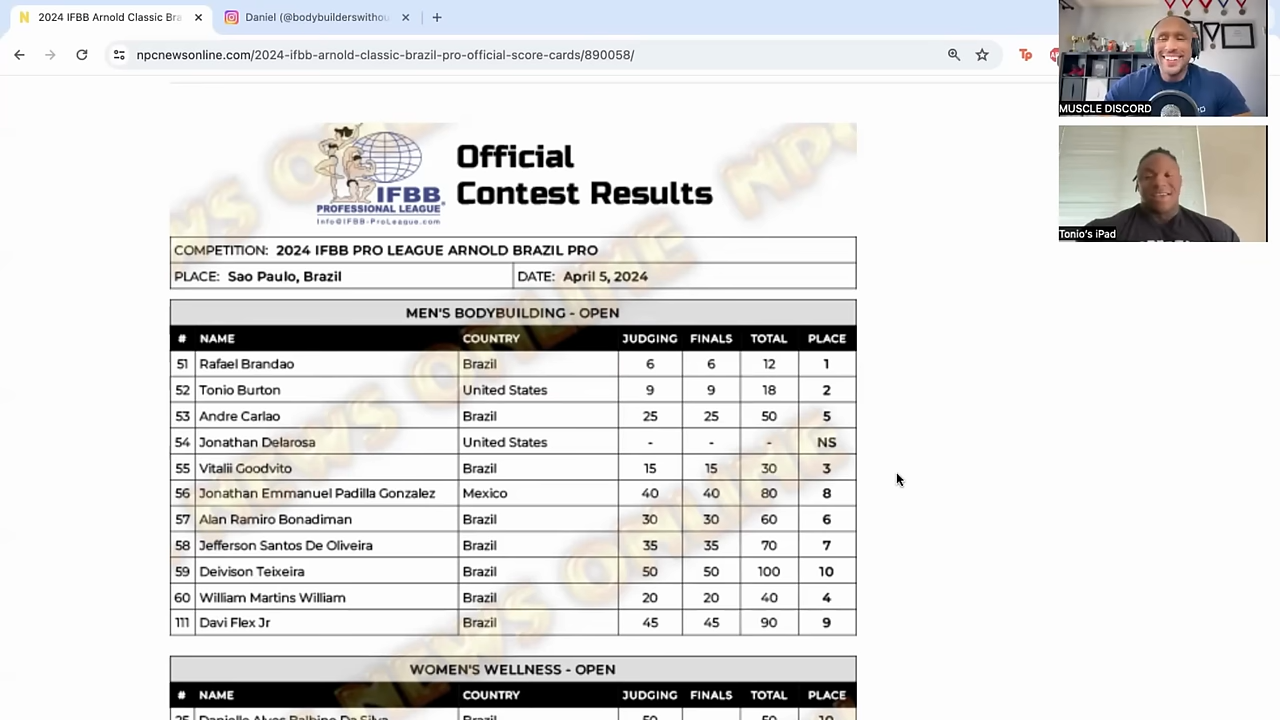 2024 IFBB Arnold Classic Bra
Daniel (@bodybuilderswithou
npcnewsonline.com/2024-ifbb-arnold-classic-brazil-pro-official-score-cards/890058/
Tp
MUSCLE DISCORD
Tonio's iPad
IFBB
PROFESSIONAL LEAGUE
Info@IFBB-ProLeague.com
Official
Contest Results
COMPETITION: 2024 IFBB PRO LEAGUE ARNOLD BRAZIL PRO
PLACE: Sao Paulo, Brazil DATE: April 5, 2024
MEN'S BODYBUILDING - OPEN
# NAME COUNTRY JUDGING FINALS TOTAL PLACE
51 Rafael Brandao Brazil 6 6 12 1
52 Tonio Burton United States 9 9 18 2
53 Andre Carlao Brazil 25 25 50 5
54 Jonathan Delarosa United States - - - NS
55 Vitalii Goodvito Brazil 15 15 30 3
56 Jonathan Emmanuel Padilla Gonzalez Mexico 40 40 80 8
57 Alan Ramiro Bonadiman Brazil 30 30 60 6
58 Jefferson Santos De Oliveira Brazil 35 35 70 7
59 Deivison Teixeira Brazil 50 50 100 10
60 William Martins William Brazil 20 20 40 4
111 Davi Flex Jr Brazil 45 45 90 9
WOMEN'S WELLNESS - OPEN
# NAME COUNTRY JUDGING FINALS TOTAL PLACE
NEWS ONLINE